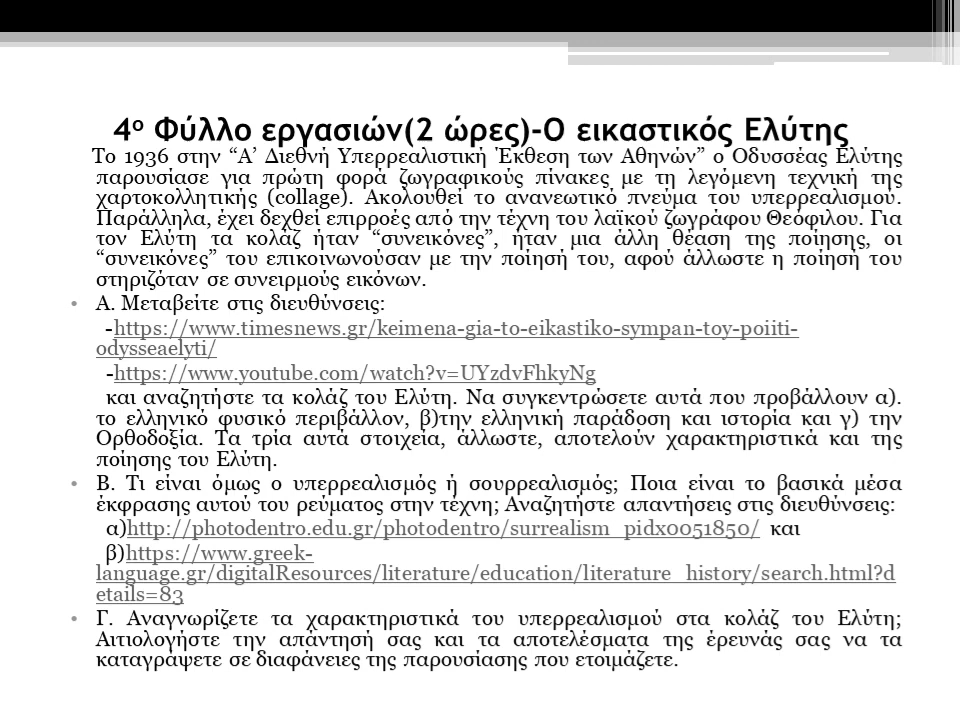 4ο Φύλλο εργασιών(2 ώρες)-Ο εικαστικός Ελύτης
Το 1936 στην “Α’ Διεθνή Υπερρεαλιστική Έκθεση των Αθηνών” ο Οδυσσέας Ελύτης
παρουσίασε για πρώτη φορά ζωγραφικούς πίνακες με τη λεγόμενη τεχνική της
χαρτοκολλητικής (collage). Ακολουθεί το ανανεωτικό πνεύμα του υπερρεαλισμού.
Παράλληλα, έχει δεχθεί επιρροές από την τέχνη του λαϊκού ζωγράφου Θεόφιλου. Για
τον Ελύτη τα κολάζ ήταν “συνεικόνες”, ήταν μια άλλη θέαση της ποίησης, οι
“συνεικόνες” του επικοινωνούσαν με την ποίησή του, αφού άλλωστε η ποίησή του
στηριζόταν σε συνειρμούς εικόνων.
• Α. Μεταβείτε στις διευθύνσεις:
-https://www.timesnews.gr/keimena-gia-to-eikastiko-sympan-toy-poiiti-
odysseaelyti/
-https://www.youtube.com/watch?v=UYzdvFhkyNg
και αναζητήστε τα κολάζ του Ελύτη. Να συγκεντρώσετε αυτά που προβάλλουν α).
το ελληνικό φυσικό περιβάλλον, β)την ελληνική παράδοση και ιστορία και γ) την
Ορθοδοξία. Τα τρία αυτά στοιχεία, άλλωστε, αποτελούν χαρακτηριστικά και της
ποίησης του Ελύτη.
• Β. Τι είναι όμως ο υπερρεαλισμός ή σουρρεαλισμός; Ποια είναι το βασικά μέσα
έκφρασης αυτού του ρεύματος στην τέχνη; Αναζητήστε απαντήσεις στις διευθύνσεις:
α)http://photodentro.edu.gr/photodentro/surrealism_pidx0051850/ και
β)https://www.greek-
language.gr/digitalResources/literature/education/literature_history/search.html?d
etails=83
• Γ. Αναγνωρίζετε τα χαρακτηριστικά του υπερρεαλισμού στα κολάζ του Ελύτη;
Αιτιολογήστε την απάντησή σας και τα αποτελέσματα της έρευνάς σας να τα
καταγράψετε σε διαφάνειες της παρουσίασης που ετοιμάζετε.